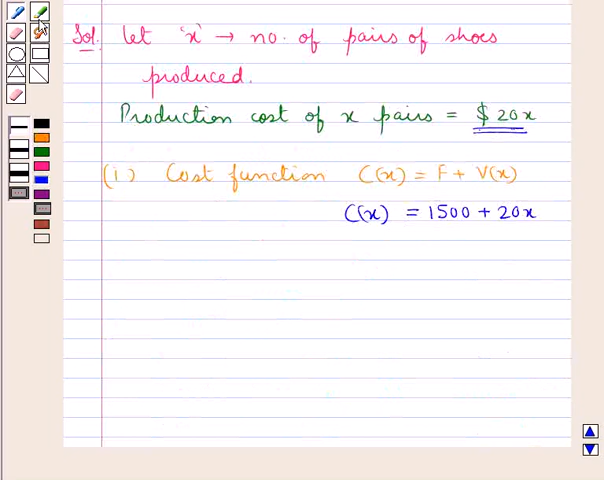 Sol. let 'x' → no. of pairs of shoes
produced.
Production cost of x pairs = $ 20x
(i) Cost function C(x) = F + V(x)
C(x) = 1500 + 20x